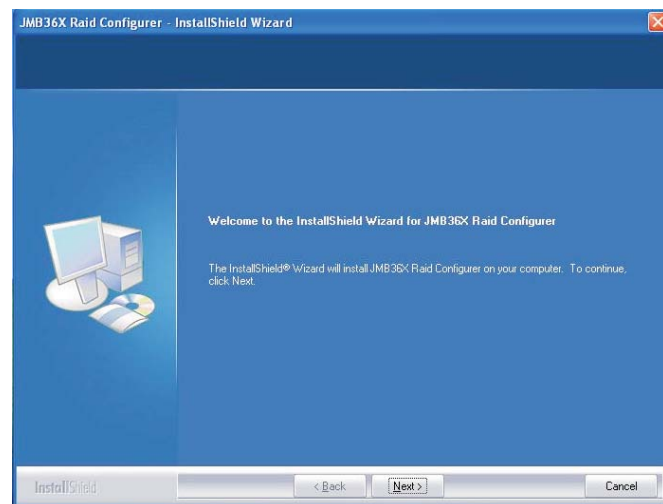 JMB36X Raid Configurer - InstallShield Wizard
Welcome to the InstallShield Wizard for JMB36X Raid Configurer
The InstallShield® Wizard will install JMB36X Raid Configurer on your computer. To continue,
click Next.
InstallShield
< Back
Next >
Cancel